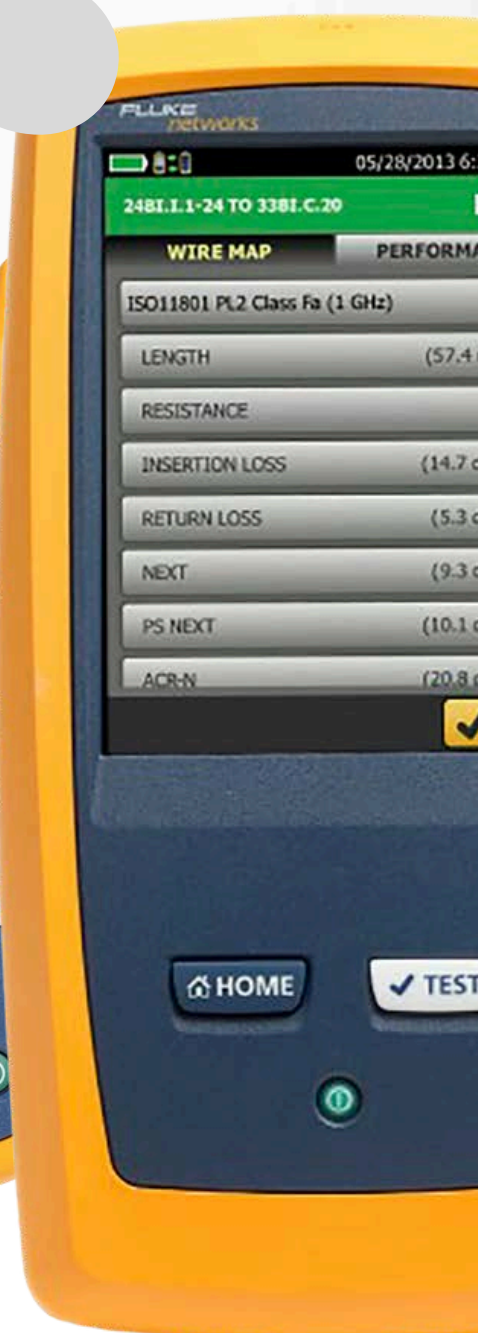 FLUKE
networks
05/28/2013 6:
24BI.I.1-24 TO 33BI.C.20
WIRE MAP PERFORMA
ISO11801 PL2 Class Fa (1 GHz)
LENGTH (57.4
RESISTANCE
INSERTION LOSS (14.7
RETURN LOSS (5.3
NEXT (9.3
PS NEXT (10.1
ACR-N (20.8
HOME TEST